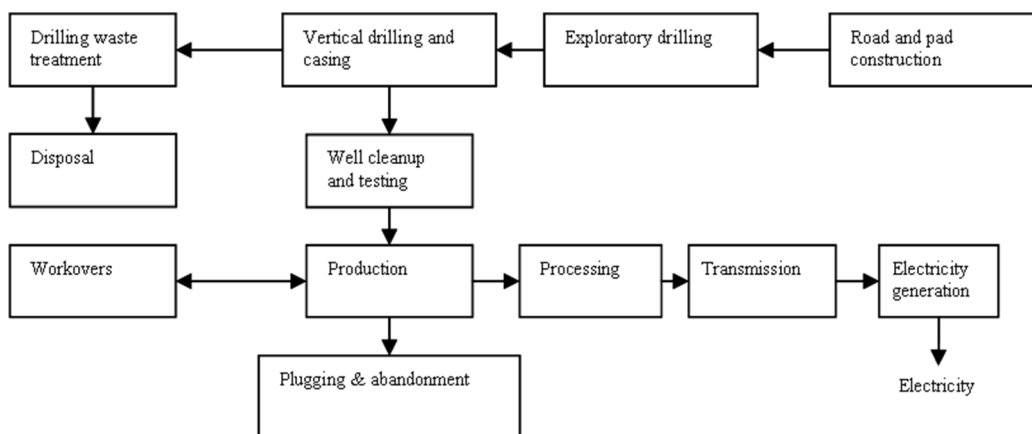 Drilling waste
treatment
Vertical drilling and
casing
Exploratory drilling
Road and pad
construction
Disposal
Well cleanup
and testing
Workovers
Production
Processing
Transmission
Electricity
generation
Plugging & abandonment
Electricity